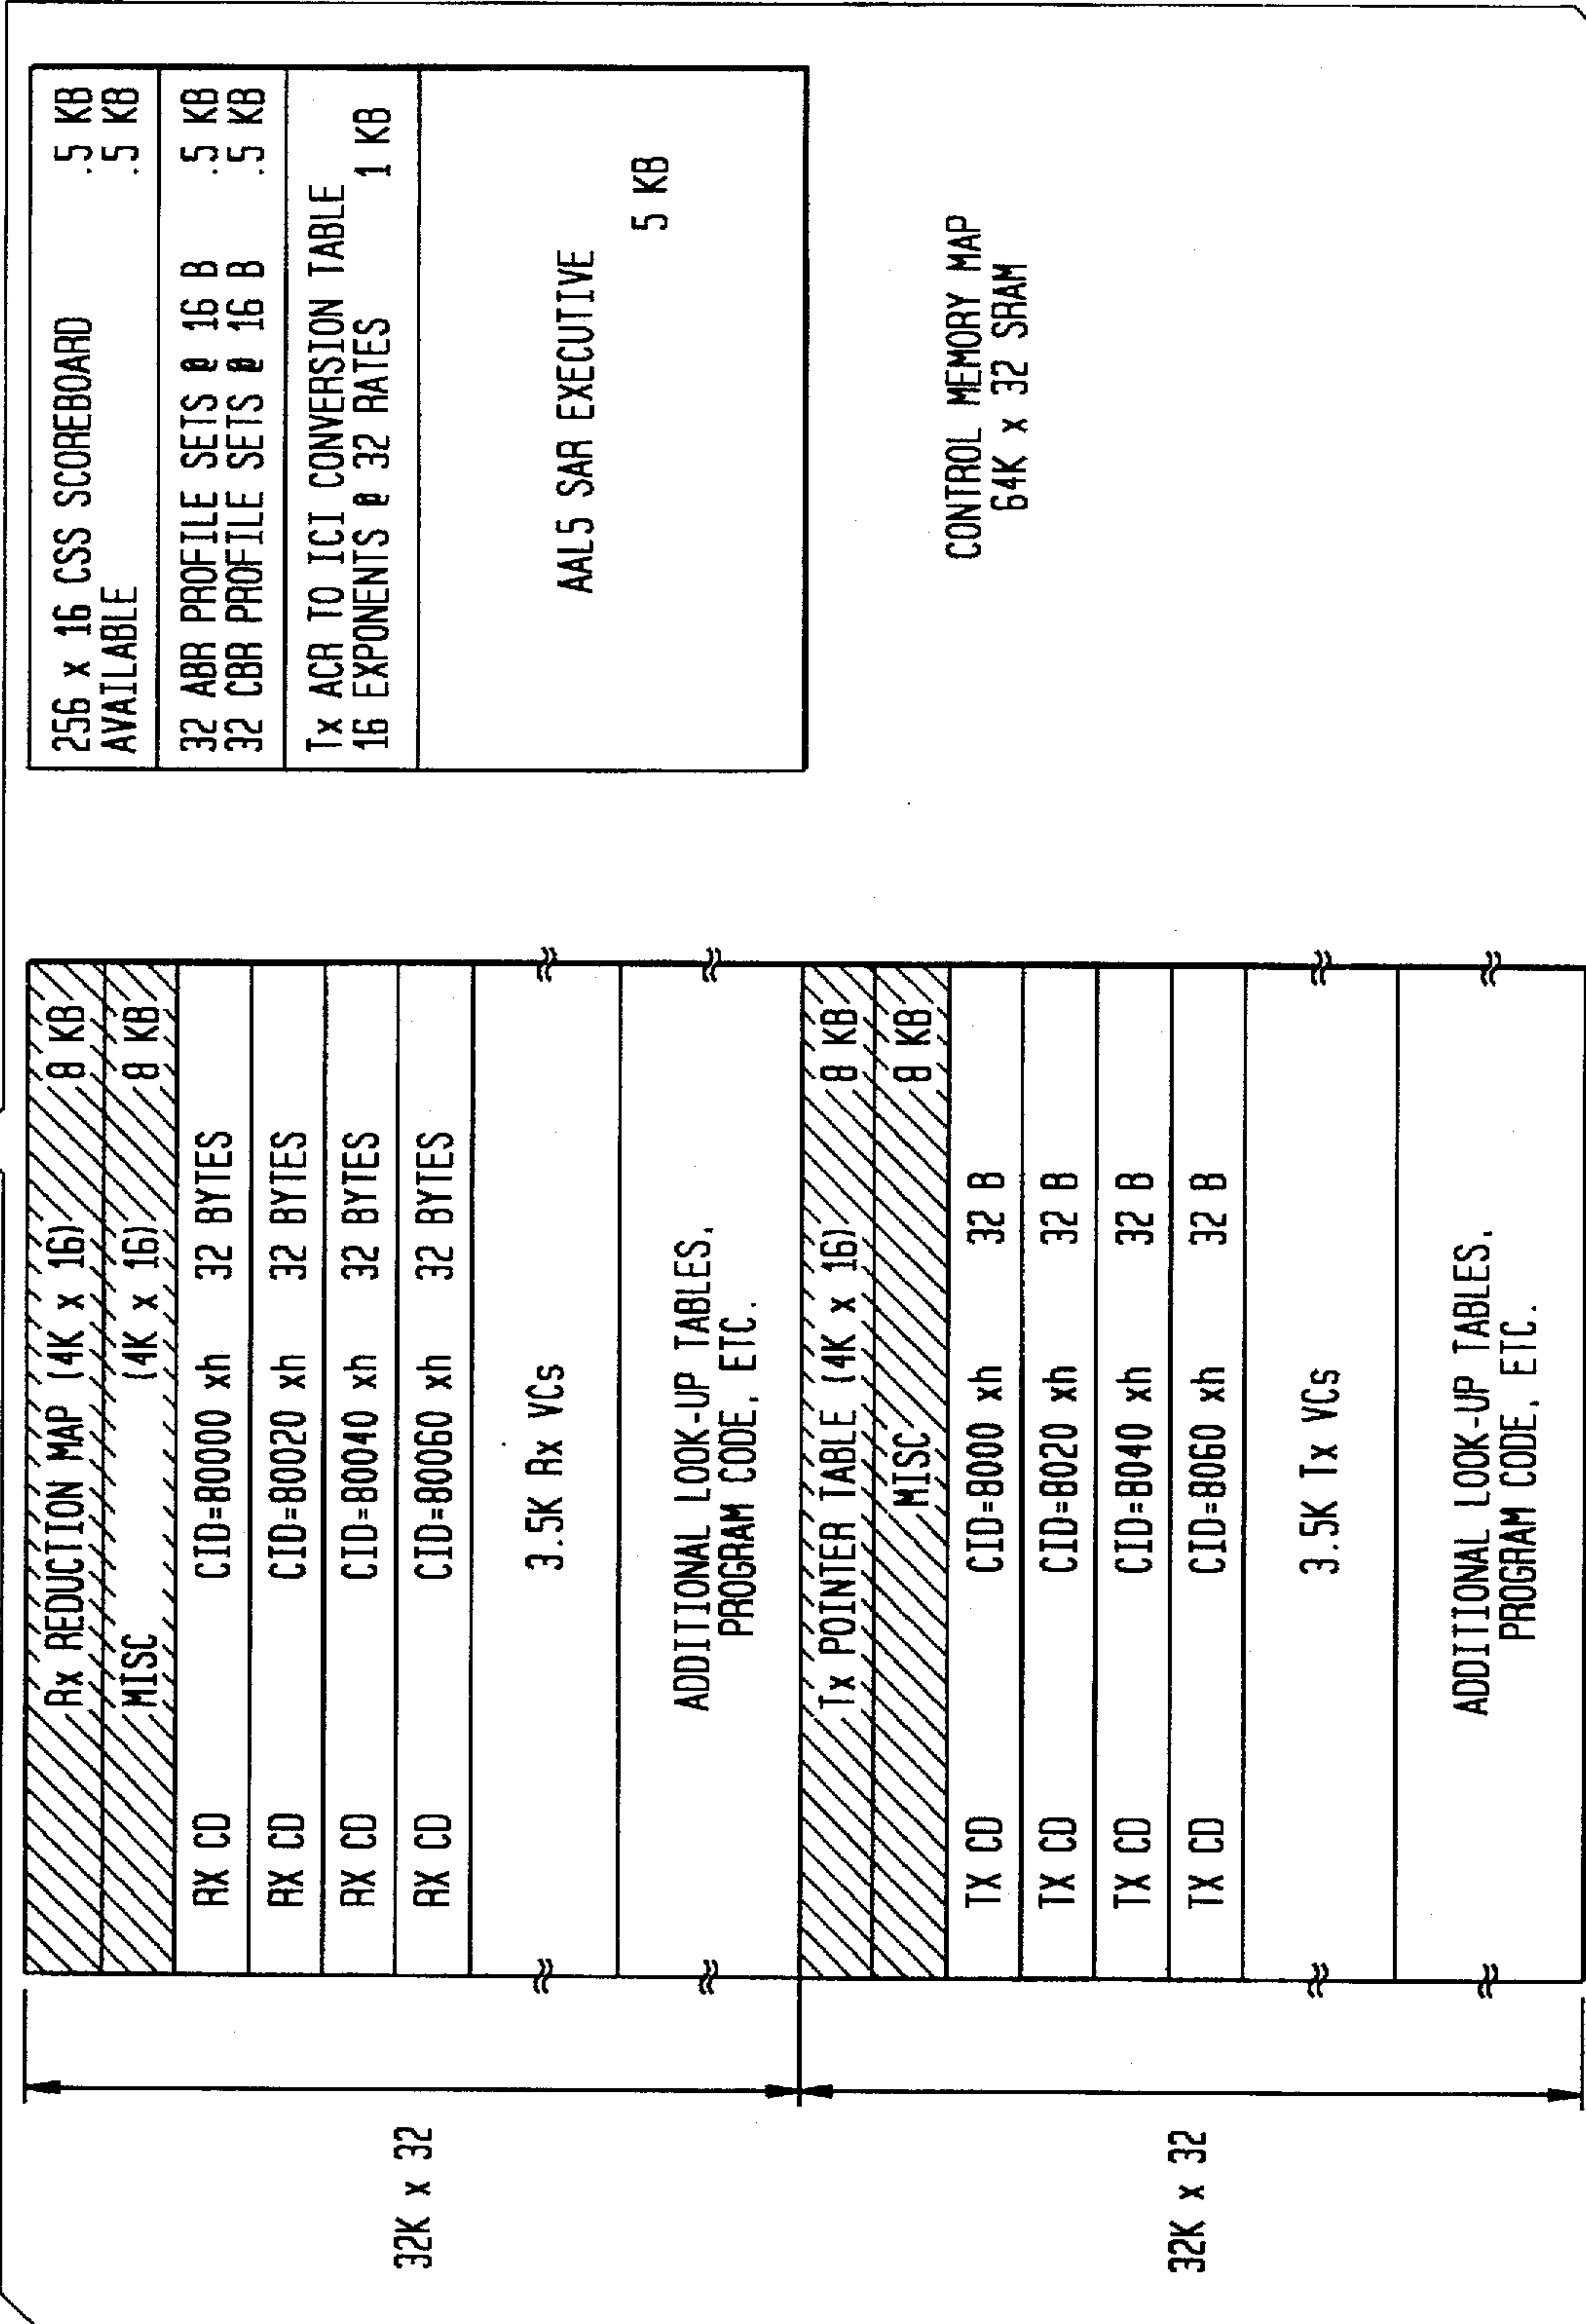 32K x 32
Rx REDUCTION MAP (4K x 16) 8 KB
MISC (4K x 16) 8 KB
RX CD CID=80000 xh 32 BYTES
RX CD CID=80020 xh 32 BYTES
RX CD CID=80040 xh 32 BYTES
RX CD CID=80060 xh 32 BYTES
3.5K Rx VCs
ADDITIONAL LOOK-UP TABLES,
PROGRAM CODE, ETC.
32K x 32
Tx POINTER TABLE (4K x 16) 8 KB
MISC 8 KB
TX CD CID=8000 xh 32 B
TX CD CID=8020 xh 32 B
TX CD CID=8040 xh 32 B
TX CD CID=8060 xh 32 B
3.5K Tx VCs
ADDITIONAL LOOK-UP TABLES,
PROGRAM CODE, ETC.
256 x 16 CSS SCOREBOARD .5 KB
AVAILABLE .5 KB
32 ABR PROFILE SETS @ 16 B .5 KB
32 CBR PROFILE SETS @ 16 B .5 KB
Tx ACR TO ICI CONVERSION TABLE
16 EXPONENTS @ 32 RATES 1 KB
AAL5 SAR EXECUTIVE
5 KB
CONTROL MEMORY MAP
64K x 32 SRAM